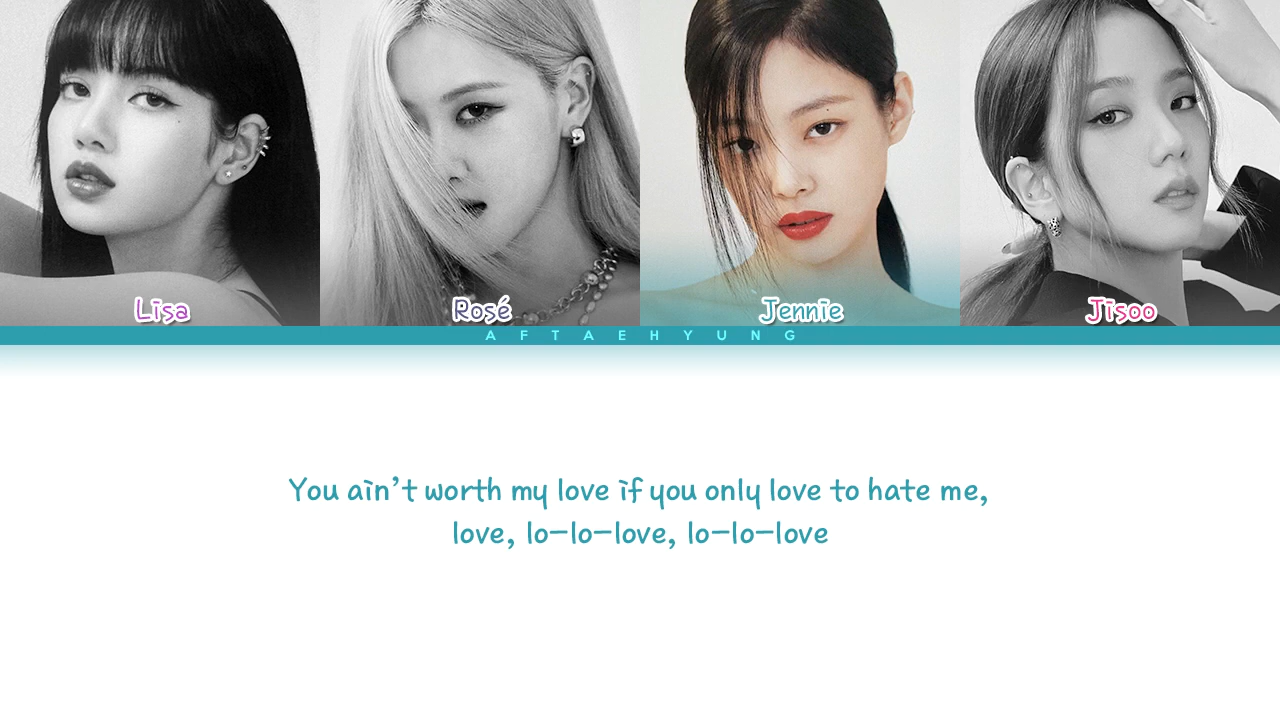 Lisa Rosé Jennie Jisoo
AFTAEHYUNG
You ain’t worth my love if you only love to hate me,
love, lo–lo–love, lo–lo–love